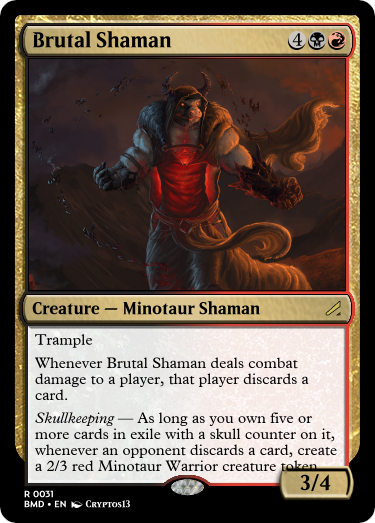 Brutal Shaman 4
Creature — Minotaur Shaman
Trample
Whenever Brutal Shaman deals combat
damage to a player, that player discards a
card.
Skullkeeping — As long as you own five or
more cards in exile with a skull counter on it,
whenever an opponent discards a card, create
a 2/3 red Minotaur Warrior creature token.
3/4
R 0031
BMD • EN Cryptos13